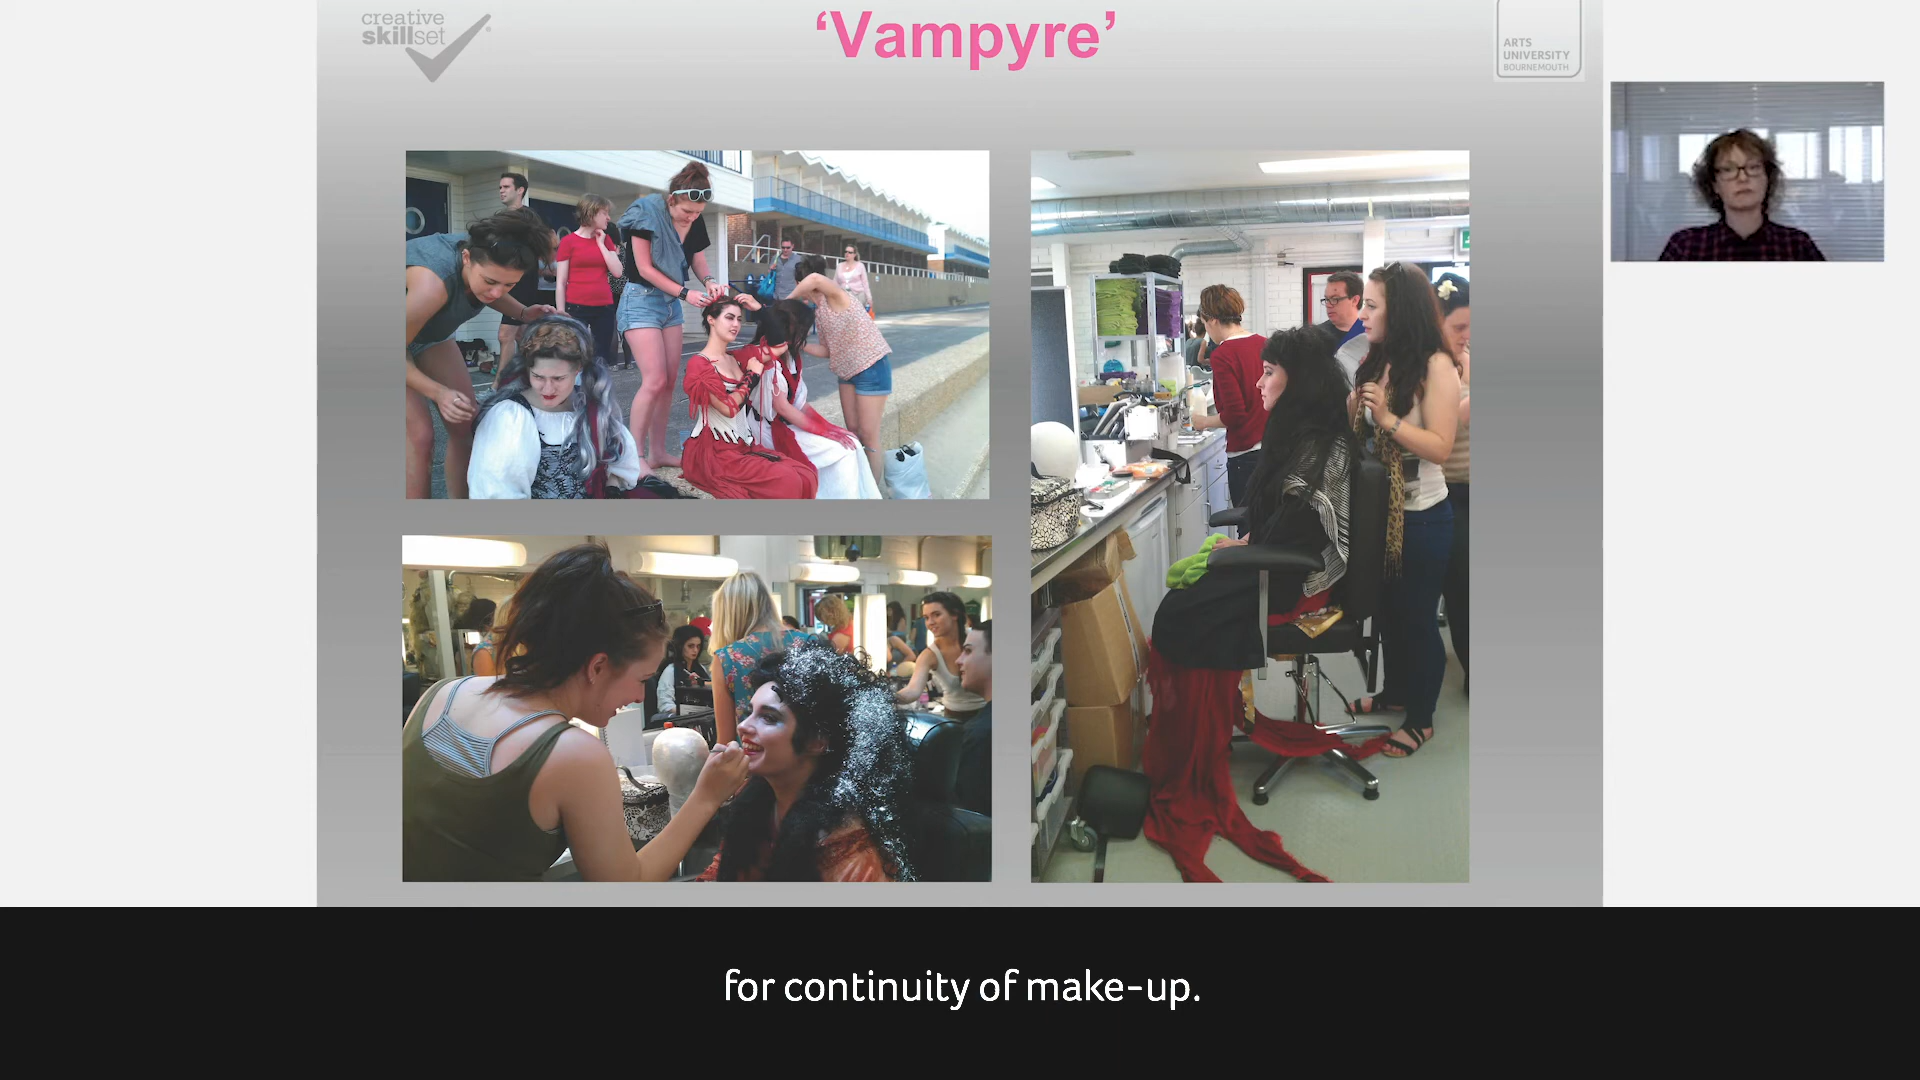 creative
skillset
‘Vampyre’
ARTS
UNIVERSITY
BOURNEMOUTH
for continuity of make-up.